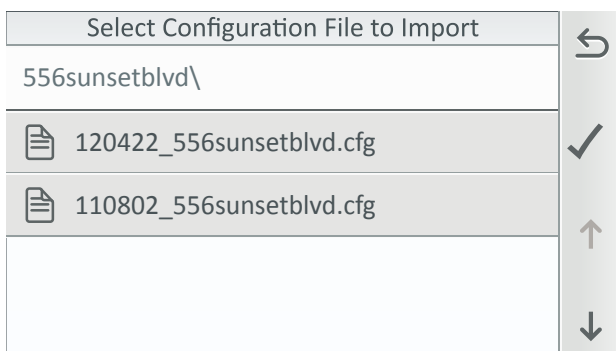 Select Configuration File to Import
556sunsetblvd\
120422_556sunsetblvd.cfg
110802_556sunsetblvd.cfg